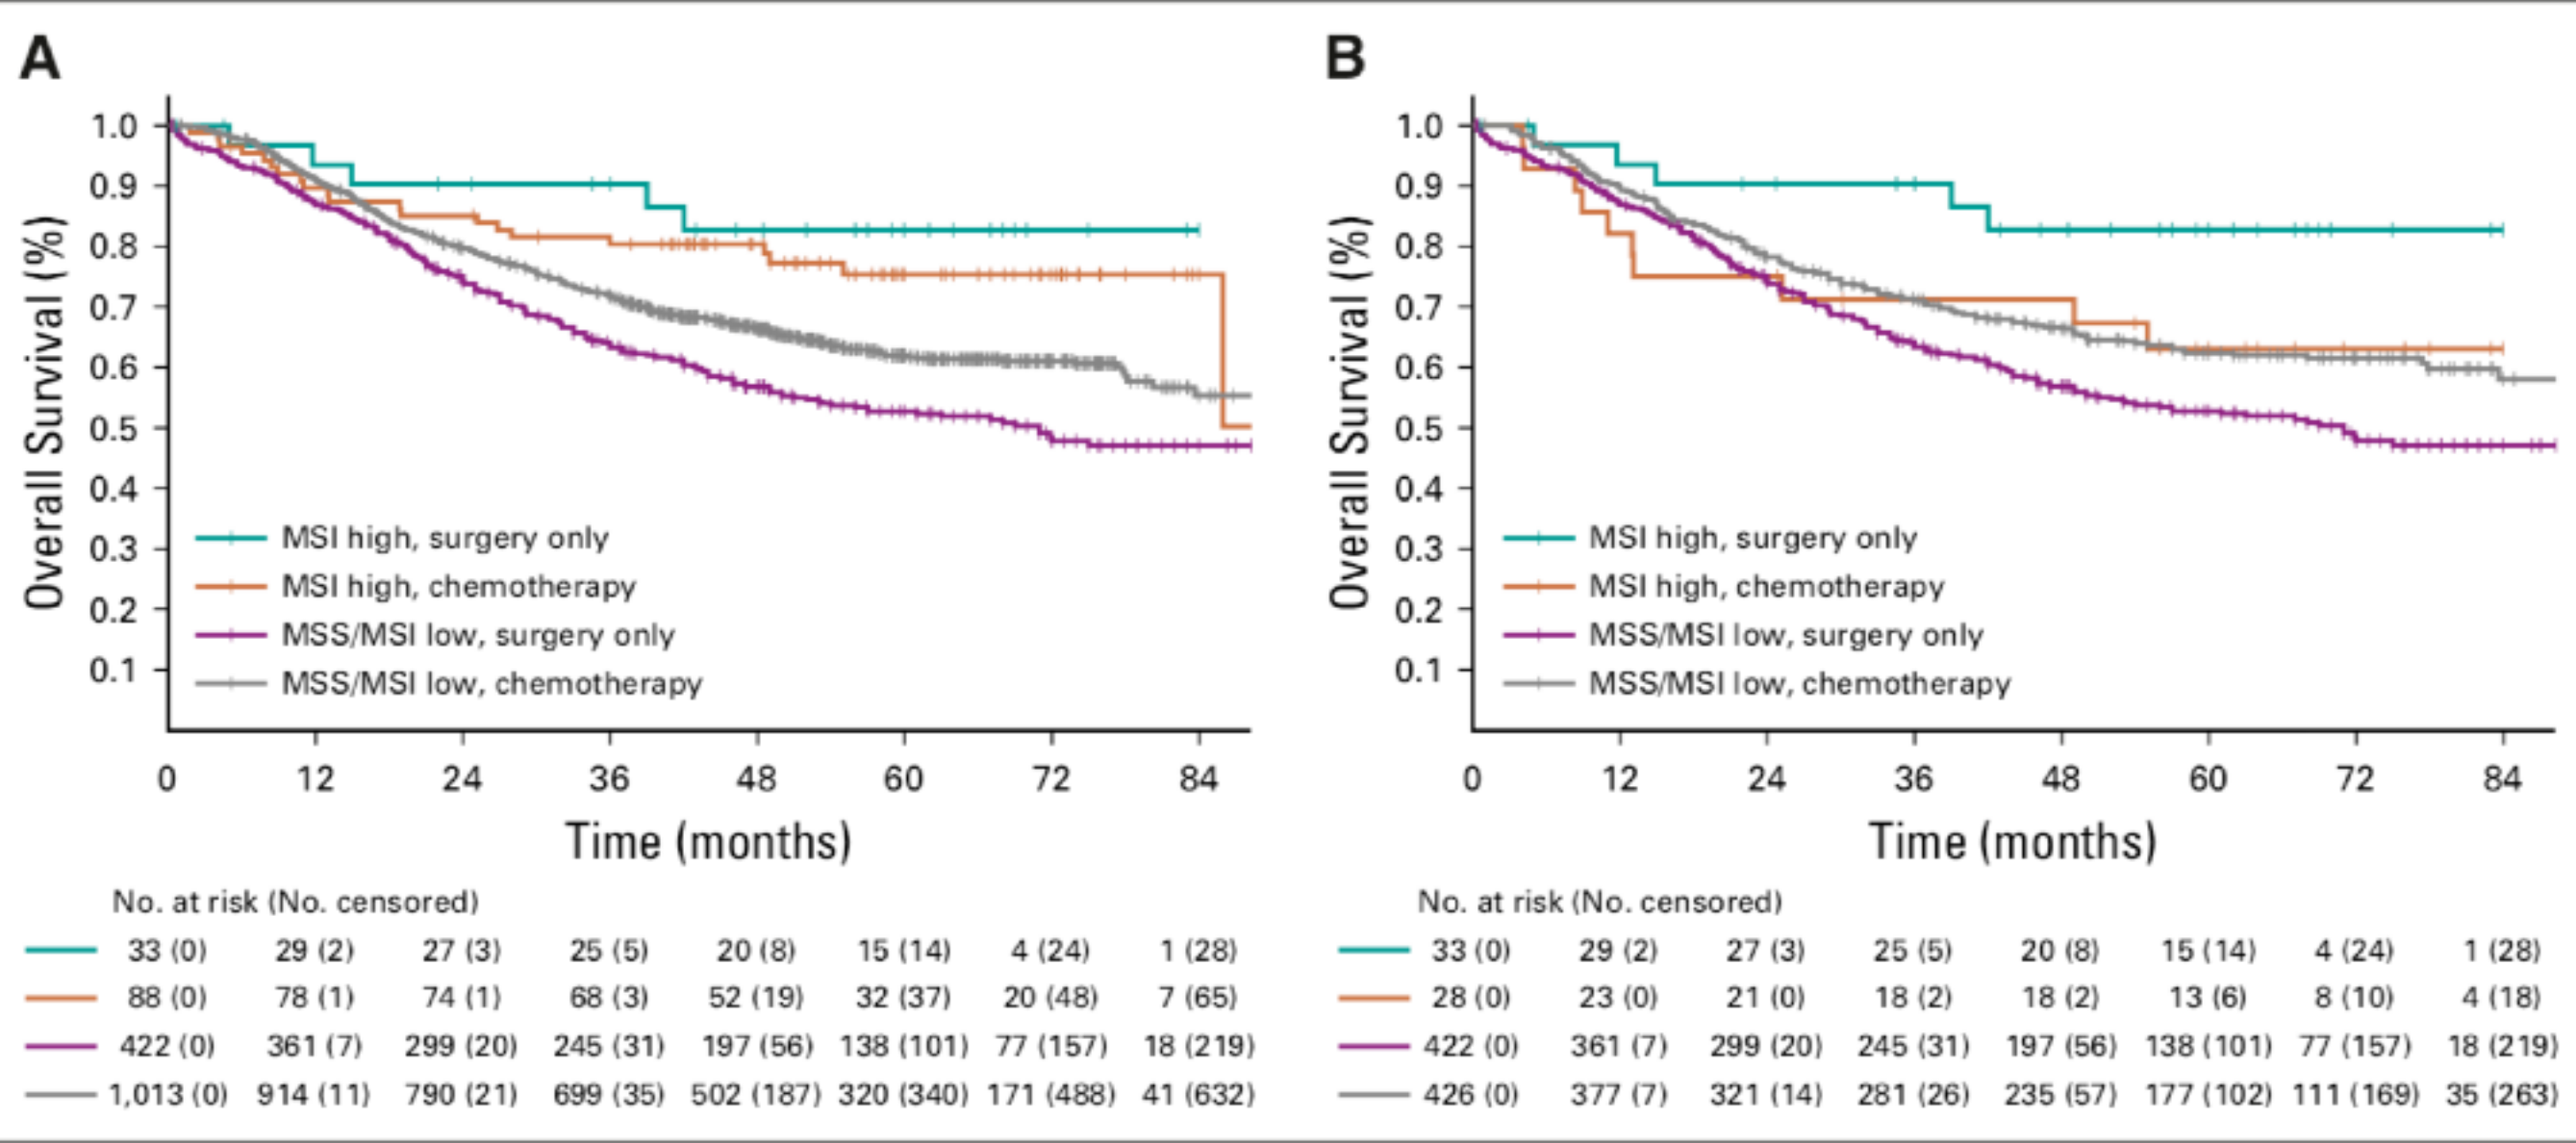 A
Overall Survival (%)
1.0
0.9
0.8
0.7
0.6
0.5
0.4
0.3
0.2
0.1
MSI high, surgery only
MSI high, chemotherapy
MSS/MSI low, surgery only
MSS/MSI low, chemotherapy
0 12 24 36 48 60 72 84
Time (months)
No. at risk (No. censored)
33 (0) 29 (2) 27 (3) 25 (5) 20 (8) 15 (14) 4 (24) 1 (28)
88 (0) 78 (1) 74 (1) 68 (3) 52 (19) 32 (37) 20 (48) 7 (65)
422 (0) 361 (7) 299 (20) 245 (31) 197 (56) 138 (101) 77 (157) 18 (219)
1,013 (0) 914 (11) 790 (21) 699 (35) 502 (187) 320 (340) 171 (488) 41 (632)
B
Overall Survival (%)
1.0
0.9
0.8
0.7
0.6
0.5
0.4
0.3
0.2
0.1
MSI high, surgery only
MSI high, chemotherapy
MSS/MSI low, surgery only
MSS/MSI low, chemotherapy
0 12 24 36 48 60 72 84
Time (months)
No. at risk (No. censored)
33 (0) 29 (2) 27 (3) 25 (5) 20 (8) 15 (14) 4 (24) 1 (28)
28 (0) 23 (0) 21 (0) 18 (2) 18 (2) 13 (6) 8 (10) 4 (18)
422 (0) 361 (7) 299 (20) 245 (31) 197 (56) 138 (101) 77 (157) 18 (219)
426 (0) 377 (7) 321 (14) 281 (26) 235 (57) 177 (102) 111 (169) 35 (263)